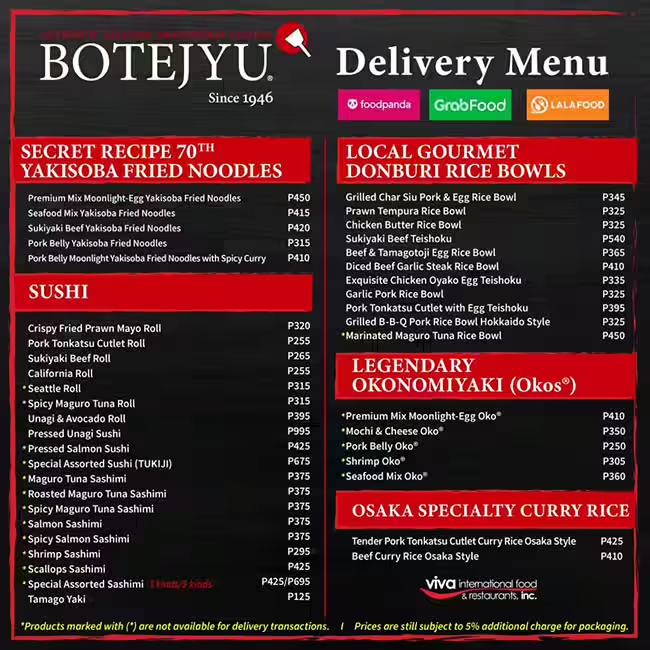 AUTHENTIC JAPANESE OKONOMIYAKI CUISINE
BOTEJYU®
Since 1946
Delivery Menu
foodpanda
GrabFood
LALAFOOD
SECRET RECIPE 70TH
YAKISOBA FRIED NOODLES
Premium Mix Moonlight-Egg Yakisoba Fried Noodles P450
Seafood Mix Yakisoba Fried Noodles P415
Sukiyaki Beef Yakisoba Fried Noodles P420
Pork Belly Yakisoba Fried Noodles P315
Pork Belly Moonlight Yakisoba Fried Noodles with Spicy Curry P410
SUSHI
Crispy Fried Prawn Mayo Roll P320
Pork Tonkatsu Cutlet Roll P255
Sukiyaki Beef Roll P265
California Roll P255
*Seattle Roll P315
*Spicy Maguro Tuna Roll P315
Unagi & Avocado Roll P395
Pressed Unagi Sushi P995
*Pressed Salmon Sushi P425
*Special Assorted Sushi (TUKIJI) P675
*Maguro Tuna Sashimi P375
*Roasted Maguro Tuna Sashimi P375
*Spicy Maguro Tuna Sashimi P375
*Salmon Sashimi P375
*Spicy Salmon Sashimi P375
*Shrimp Sashimi P295
*Scallops Sashimi P425
*Special Assorted Sashimi 3 kinds/5 kinds P425/P695
Tamago Yaki P125
LOCAL GOURMET
DONBURI RICE BOWLS
Grilled Char Siu Pork & Egg Rice Bowl P345
Prawn Tempura Rice Bowl P325
Chicken Butter Rice Bowl P325
Sukiyaki Beef Teishoku P540
Beef & Tamagotoji Egg Rice Bowl P365
Diced Beef Garlic Steak Rice Bowl P410
Exquisite Chicken Oyako Egg Teishoku P335
Garlic Pork Rice Bowl P325
Pork Tonkatsu Cutlet with Egg Teishoku P395
Grilled B-B-Q Pork Rice Bowl Hokkaido Style P325
*Marinated Maguro Tuna Rice Bowl P450
LEGENDARY
OKONOMIYAKI (Okos®)
*Premium Mix Moonlight-Egg Oko® P410
*Mochi & Cheese Oko® P350
*Pork Belly Oko® P250
*Shrimp Oko® P305
*Seafood Mix Oko® P360
OSAKA SPECIALTY CURRY RICE
Tender Pork Tonkatsu Cutlet Curry Rice Osaka Style P425
Beef Curry Rice Osaka Style P410
viva international food
& restaurants, inc.
*Products marked with (*) are not available for delivery transactions. I Prices are still subject to 5% additional charge for packaging.